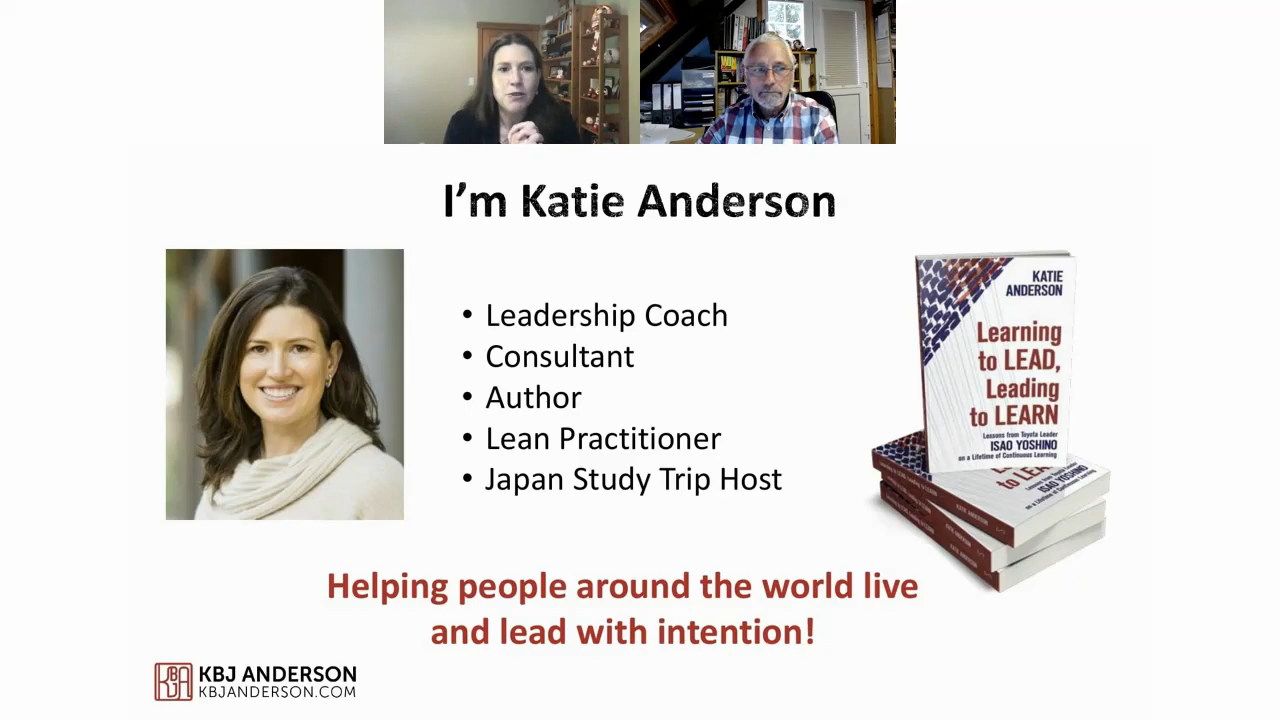 WIN
I'm Katie Anderson
• Leadership Coach
• Consultant
• Author
• Lean Practitioner
• Japan Study Trip Host
KATIE
ANDERSON
Learning
to LEAD,
Leading
to LEARN
Lessons from Toyota Leader
ISAO YOSHINO
on a Lifetime of Continuous Learning
Helping people around the world live
and lead with intention!
KBJ ANDERSON
KBJANDERSON.COM